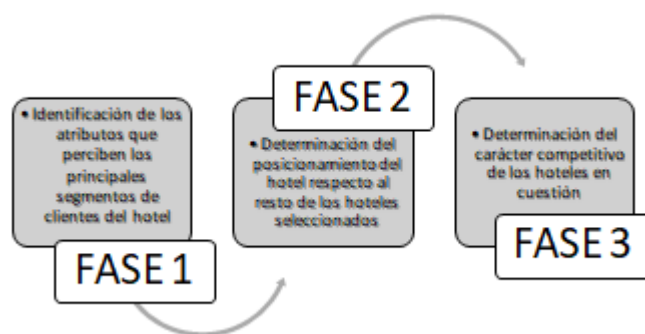 • Identificación de los
atributos que
perciben los
principales
segmentos de
clientes del hotel
FASE 1
FASE 2
• Determinación del
posicionamiento del
hotel respecto al
resto de los hoteles
seleccionados
• Determinación del
carácter competitivo
de los hoteles en
cuestión
FASE 3